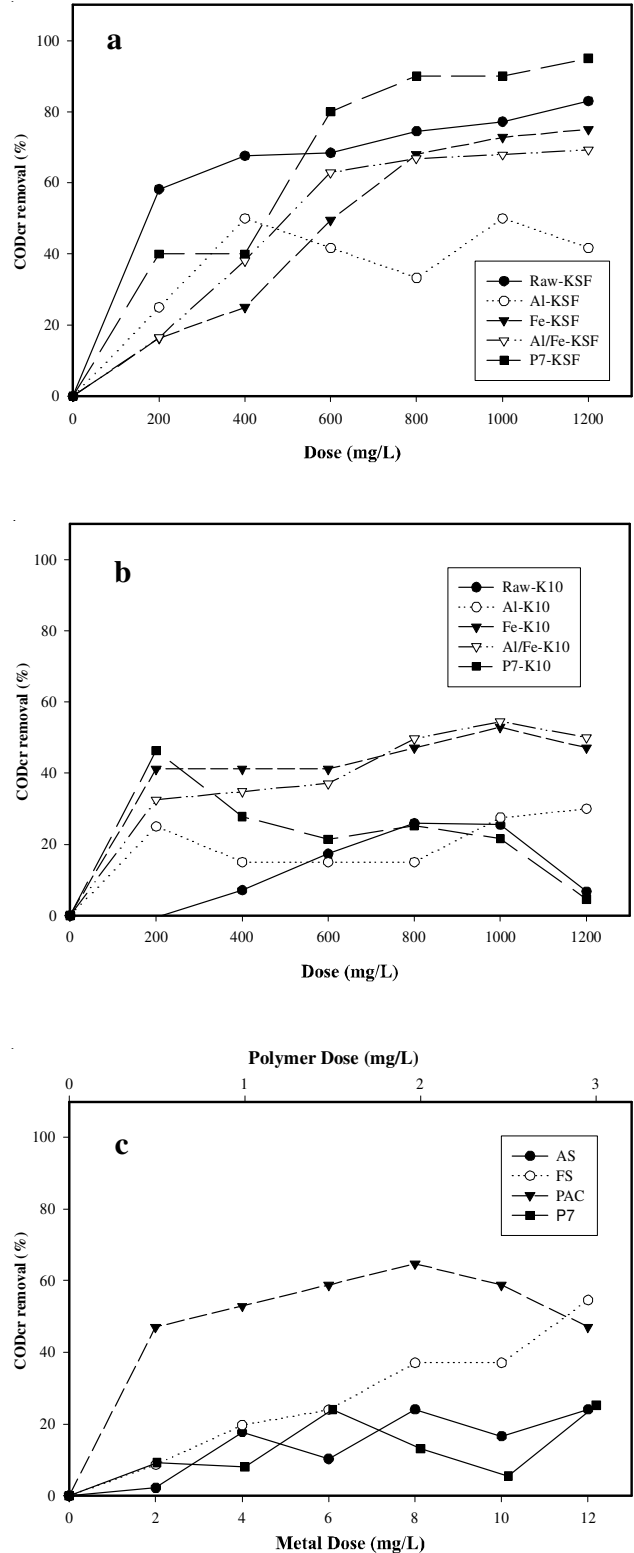 a
100
80
60
40
20
0
CODcr removal (%)
Raw-KSF
Al-KSF
Fe-KSF
Al/Fe-KSF
P7-KSF
0 200 400 600 800 1000 1200
Dose (mg/L)
b
100
80
60
40
20
0
CODcr removal (%)
Raw-K10
Al-K10
Fe-K10
Al/Fe-K10
P7-K10
0 200 400 600 800 1000 1200
Dose (mg/L)
Polymer Dose (mg/L)
0 1 2 3
c
100
80
60
40
20
0
CODcr removal (%)
AS
FS
PAC
P7
0 2 4 6 8 10 12
Metal Dose (mg/L)